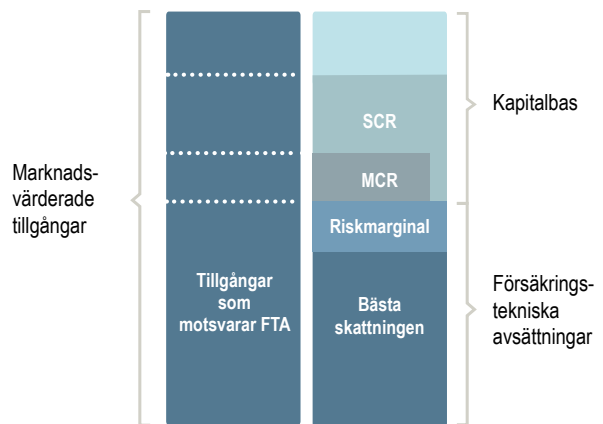 Marknads-
värderade
tillgångar
Tillgångar
som
motsvarar FTA
SCR
MCR
Riskmarginal
Bästa
skattningen
Kapitalbas
Försäkrings-
tekniska
avsättningar